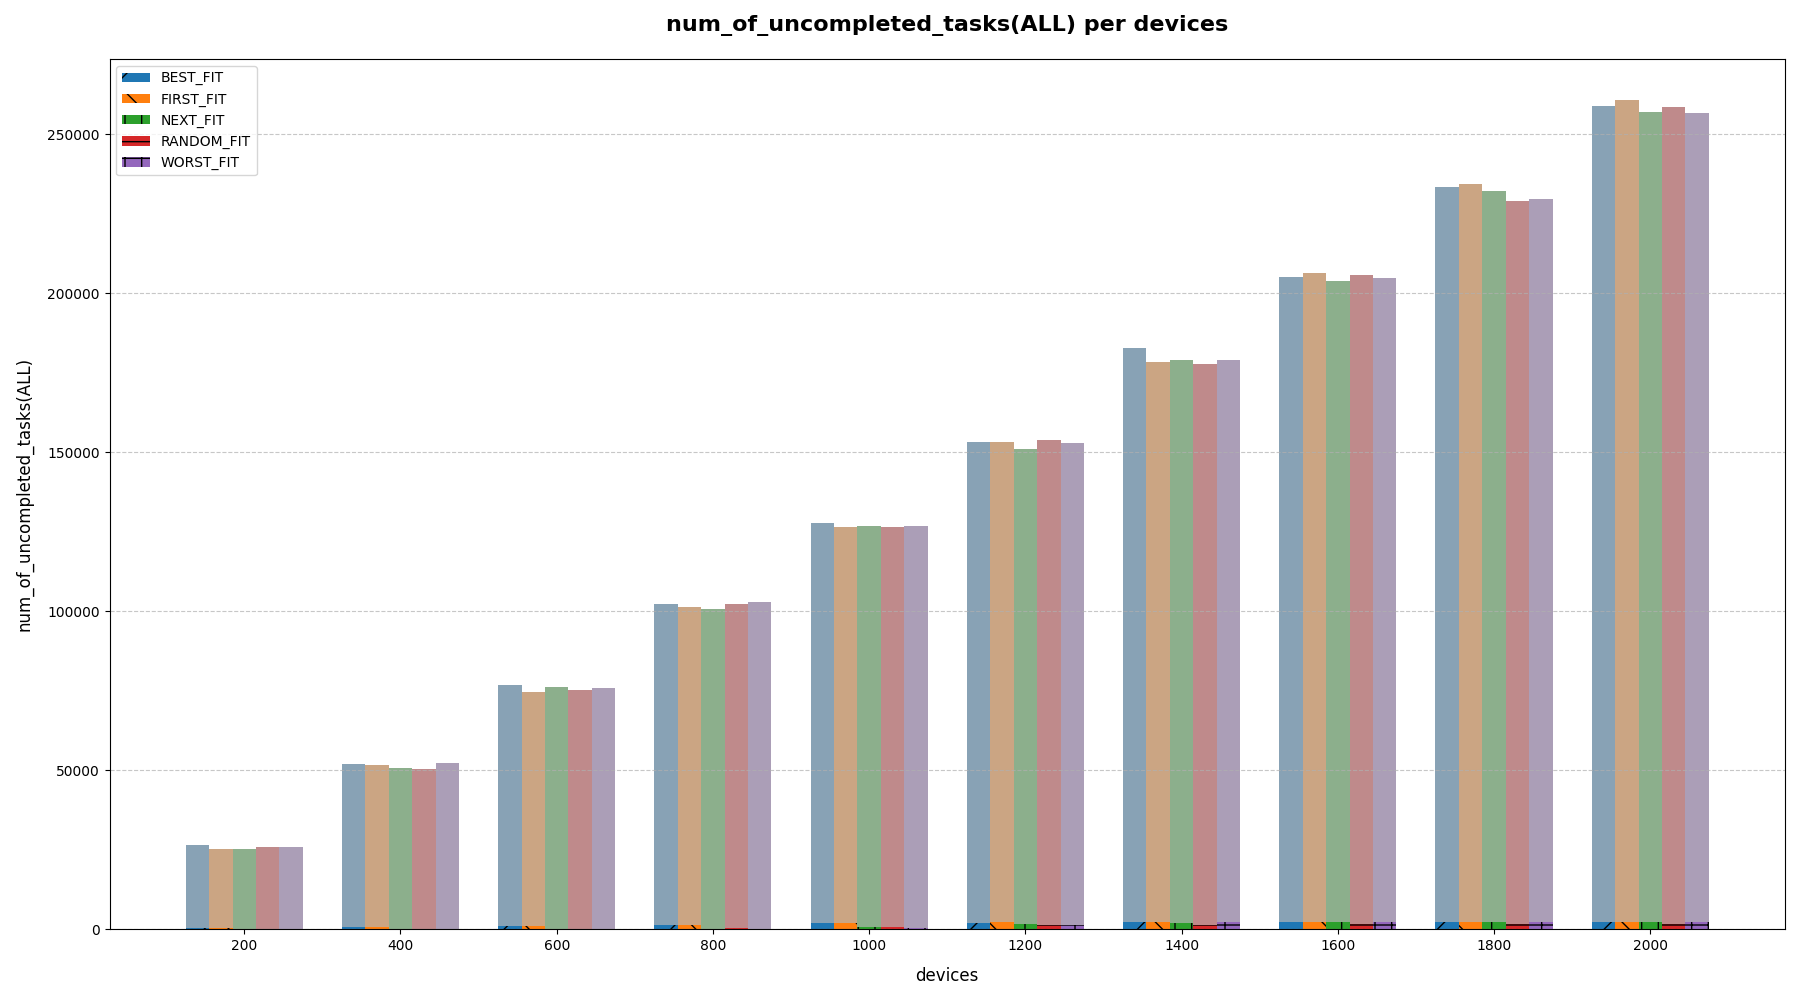 num_of_uncompleted_tasks(ALL) per devices
BEST_FIT
FIRST_FIT
NEXT_FIT
RANDOM_FIT
WORST_FIT
num_of_uncompleted_tasks(ALL)
250000
200000
150000
100000
50000
0
200 400 600 800 1000 1200 1400 1600 1800 2000
devices